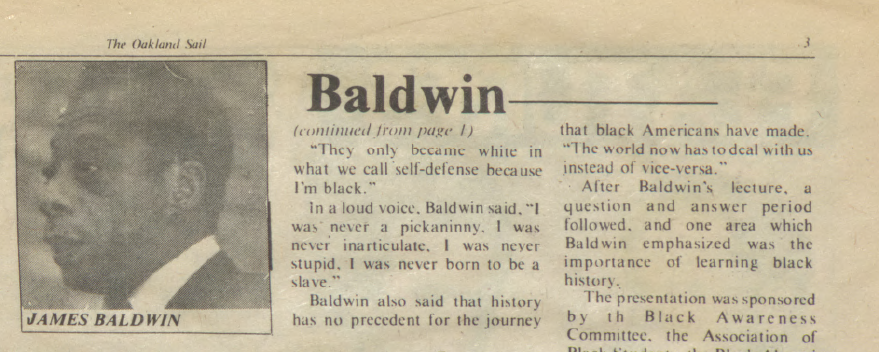 The Oakland Sail
3
JAMES BALDWIN
Baldwin
(continued from page 1)
"They only became white in
what we call self-defense because
I'm black."
In a loud voice, Baldwin said, "I
was never a pickaninny. I was
never inarticulate, I was never
stupid, I was never born to be a
slave."
Baldwin also said that history
has no precedent for the journey
that black Americans have made.
"The world now has to deal with us
instead of vice-versa."
After Baldwin's lecture, a
question and answer period
followed, and one area which
Baldwin emphasized was the
importance of learning black
history.
The presentation was sponsored
by th Black Awareness
Committee, the Association of